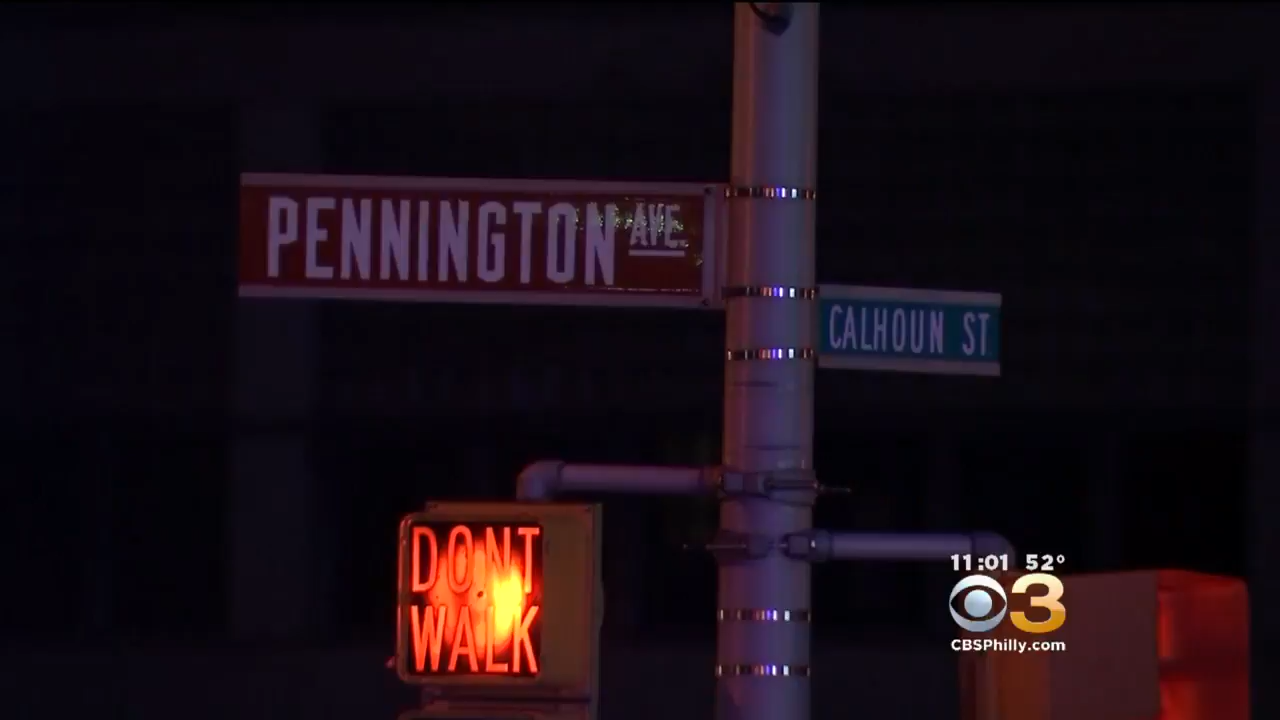 PENNINGTON AVE.
CALHOUN ST
DONT
WALK
11:01 52°
3
CBSPhilly.com